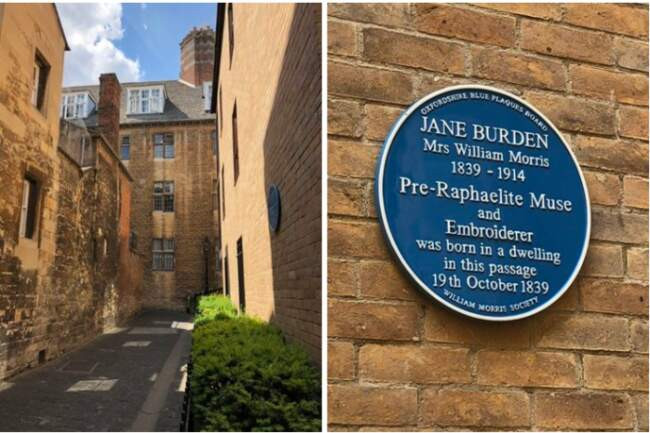 OXFORDSHIRE BLUE PLAQUES BOARD
JANE BURDEN
Mrs William Morris
1839 - 1914
Pre-Raphaelite Muse
and
Embroiderer
was born in a dwelling
in this passage
19th October 1839
WILLIAM MORRIS SOCIETY